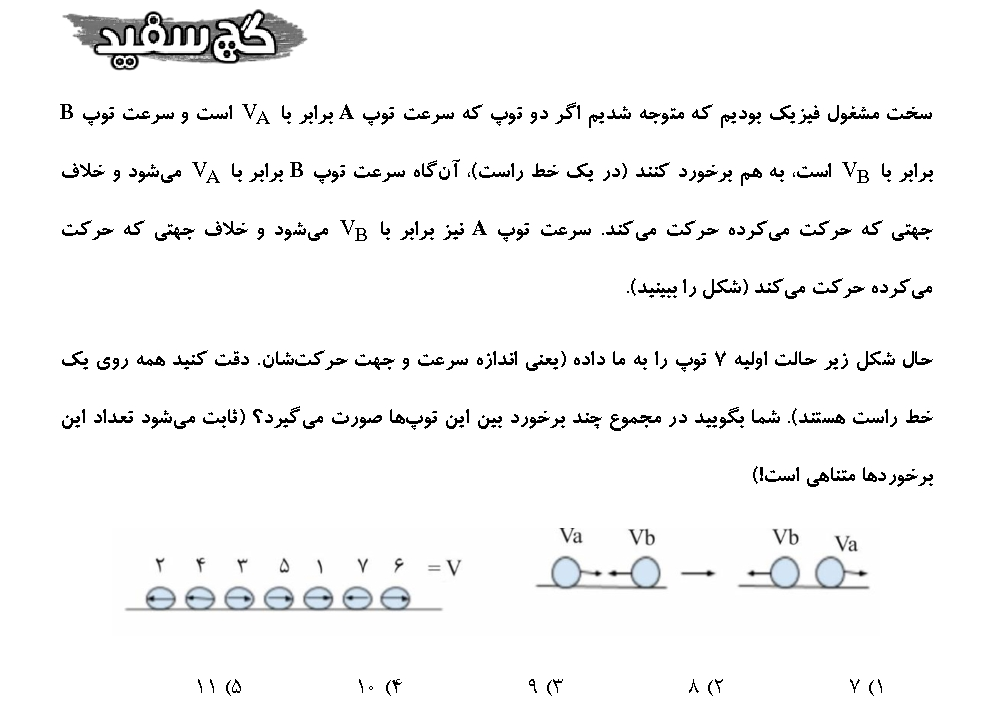 گچ سفید
سخت مشغول فیزیک بودیم که متوجه شدیم اگر دو توپ که سرعت توپ A برابر با VA است و سرعت توپ B
برابر با VB است، به هم برخورد کنند (در یک خط راست)، آن‌گاه سرعت توپ B برابر با VA می‌شود و خلاف
جهتی که حرکت می‌کرده حرکت می‌کند. سرعت توپ A نیز برابر با VB می‌شود و خلاف جهتی که حرکت
می‌کرده حرکت می‌کند (شکل را ببینید).
حال شکل زیر حالت اولیه ۷ توپ را به ما داده (یعنی اندازه سرعت و جهت حرکت‌شان. دقت کنید همه روی یک
خط راست هستند). شما بگویید در مجموع چند برخورد بین این توپ‌ها صورت می‌گیرد؟ (ثابت می‌شود تعداد این
برخوردها متناهی است!)
Va Vb Vb Va
۲ ۴ ۳ ۵ ۱ ۷ ۶ = V
۱) ۷ ۲) ۸ ۳) ۹ ۴) ۱۰ ۵) ۱۱